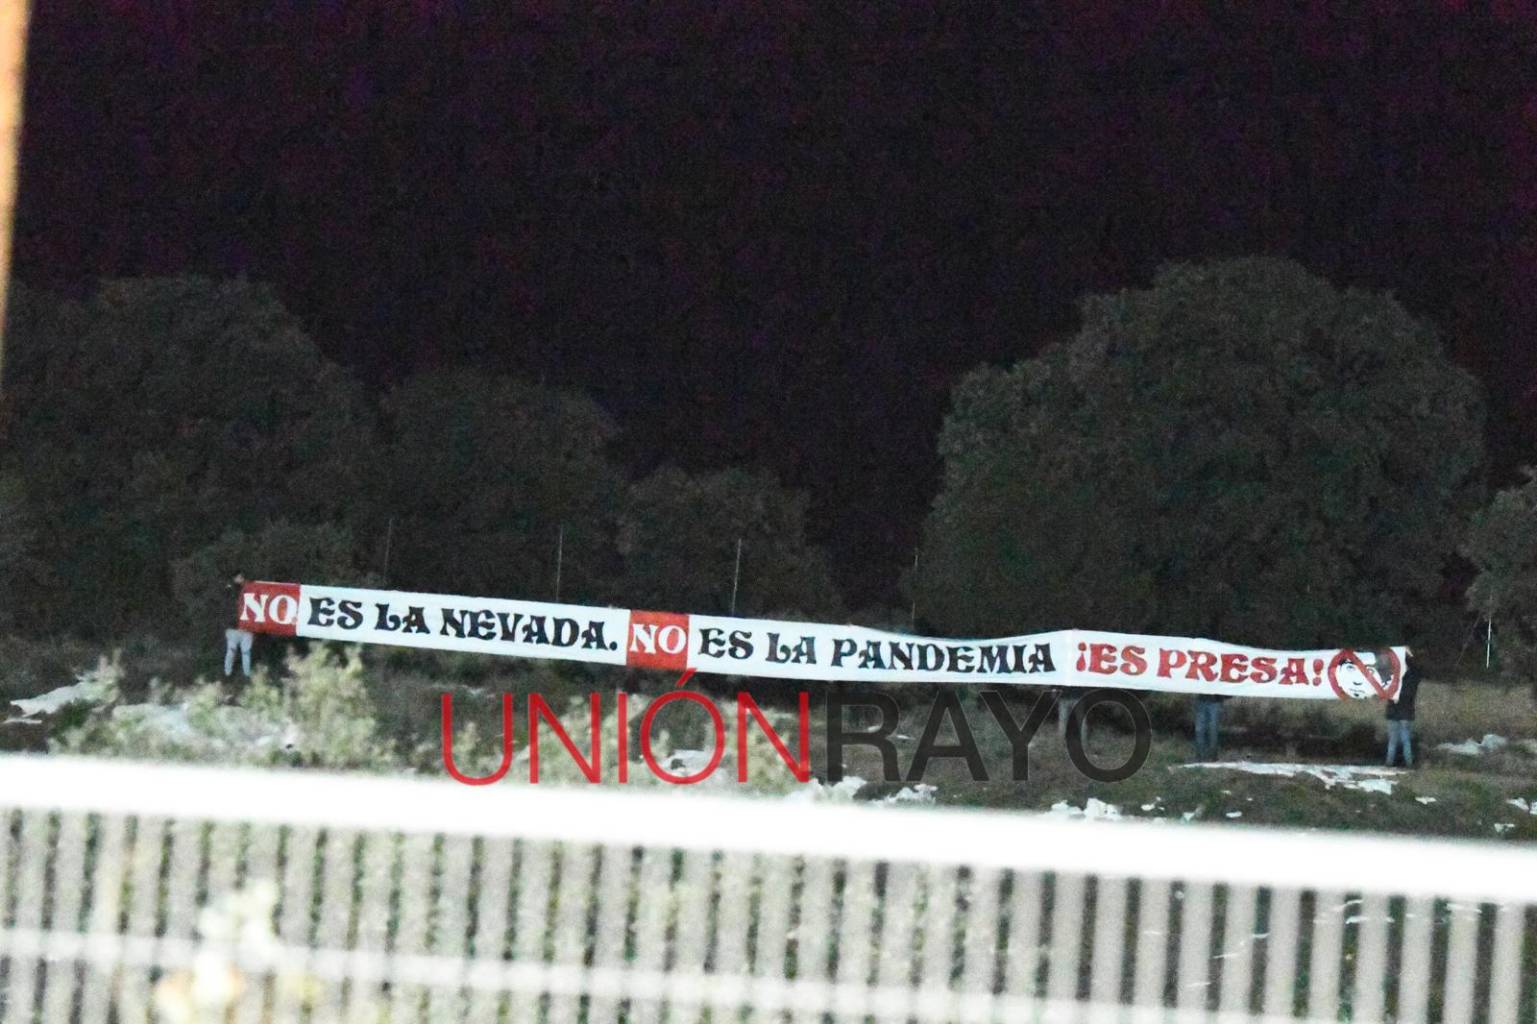 NO ES LA NEVADA. NO ES LA PANDEMIA ¡ES PRESA!
UNIÓNRAYO